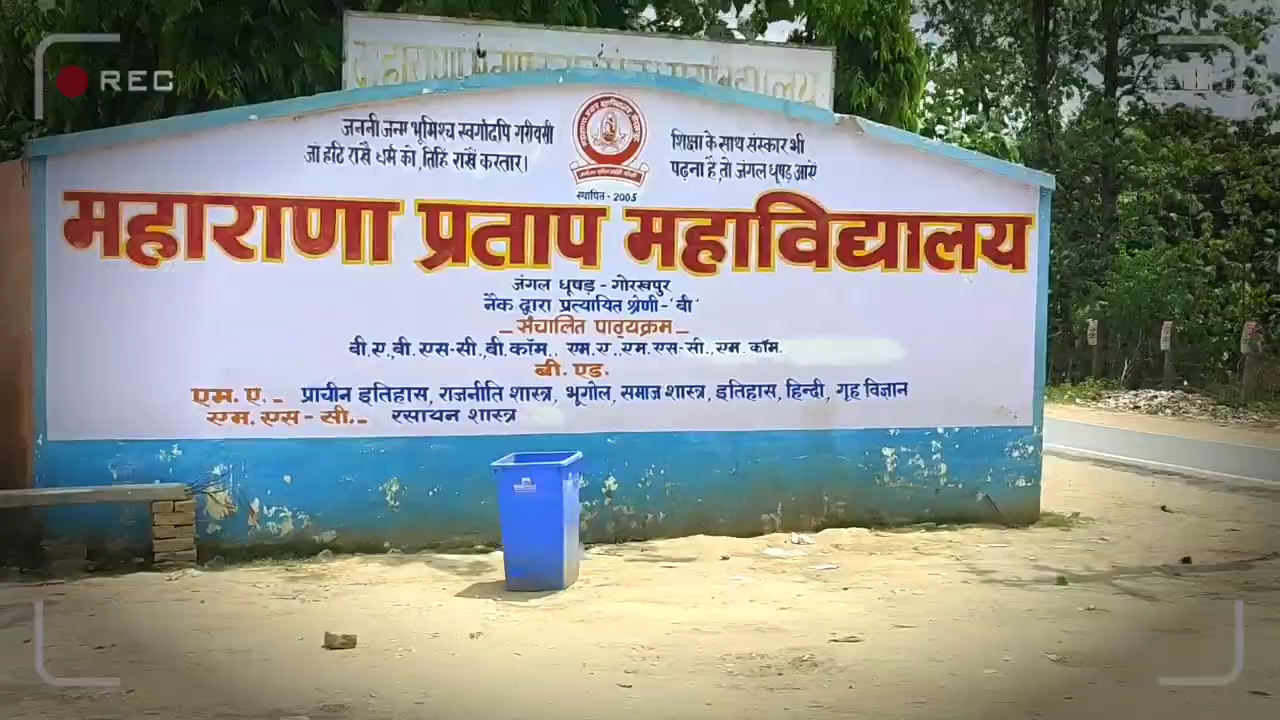 REC
जननी जन्म भूमिश्च स्वर्गादपि गरीयसी
जो हठि राखै धर्म को, तिहि राखै करतार।
शिक्षा के साथ संस्कार भी
पढ़ना है, तो जंगल धूषड़ आएं
स्थापित - 2005
महाराणा प्रताप महाविद्यालय
जंगल धूषड़ - गोरखपुर
नैक द्वारा प्रत्यायित श्रेणी - 'बी'
संचालित पाठ्यक्रम
बी.ए.,बी.एस-सी.,बी.कॉम., एम.ए.,एम.एस-सी.,एम.कॉम.
बी. एड.
एम. ए. - प्राचीन इतिहास, राजनीति शास्त्र, भूगोल, समाज शास्त्र, इतिहास, हिन्दी, गृह विज्ञान
एम. एस - सी. - रसायन शास्त्र